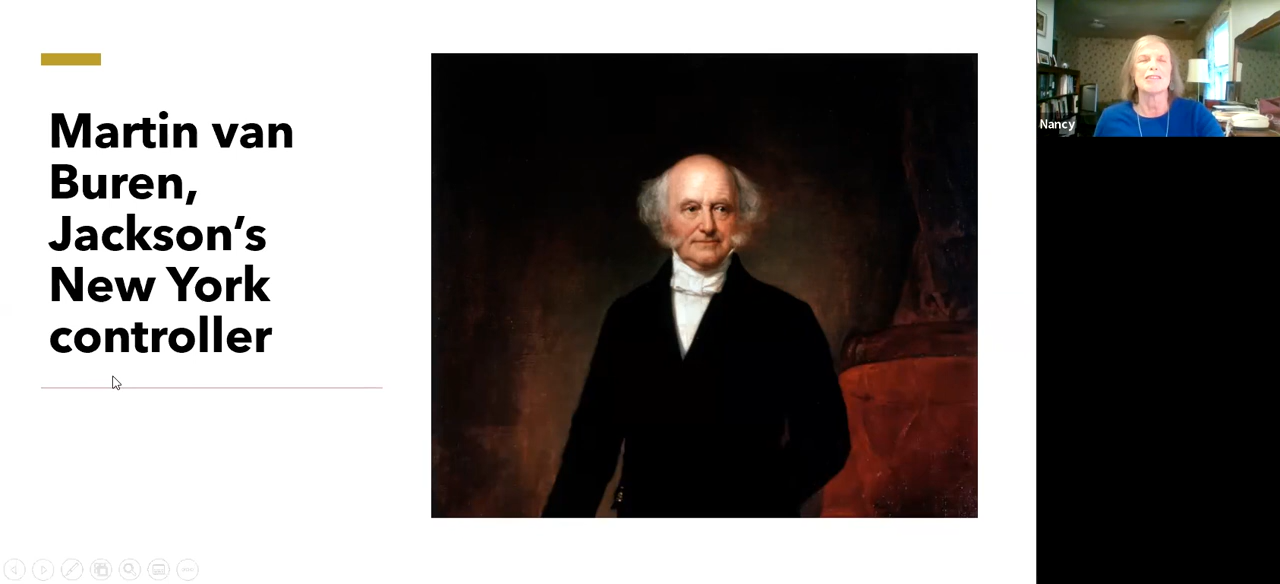 Martin van
Buren,
Jackson’s
New York
controller
Nancy